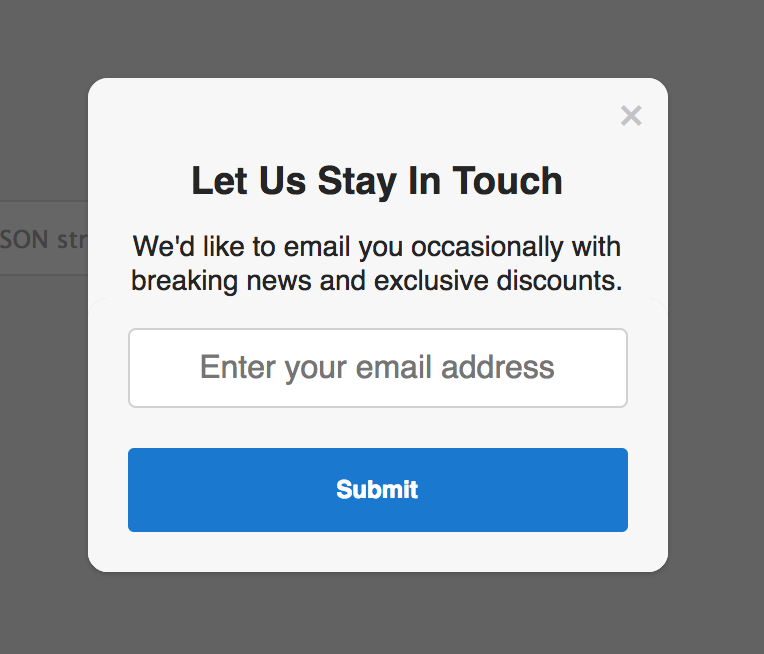 Let Us Stay In Touch
We'd like to email you occasionally with
breaking news and exclusive discounts.
SON str
Enter your email address
Submit